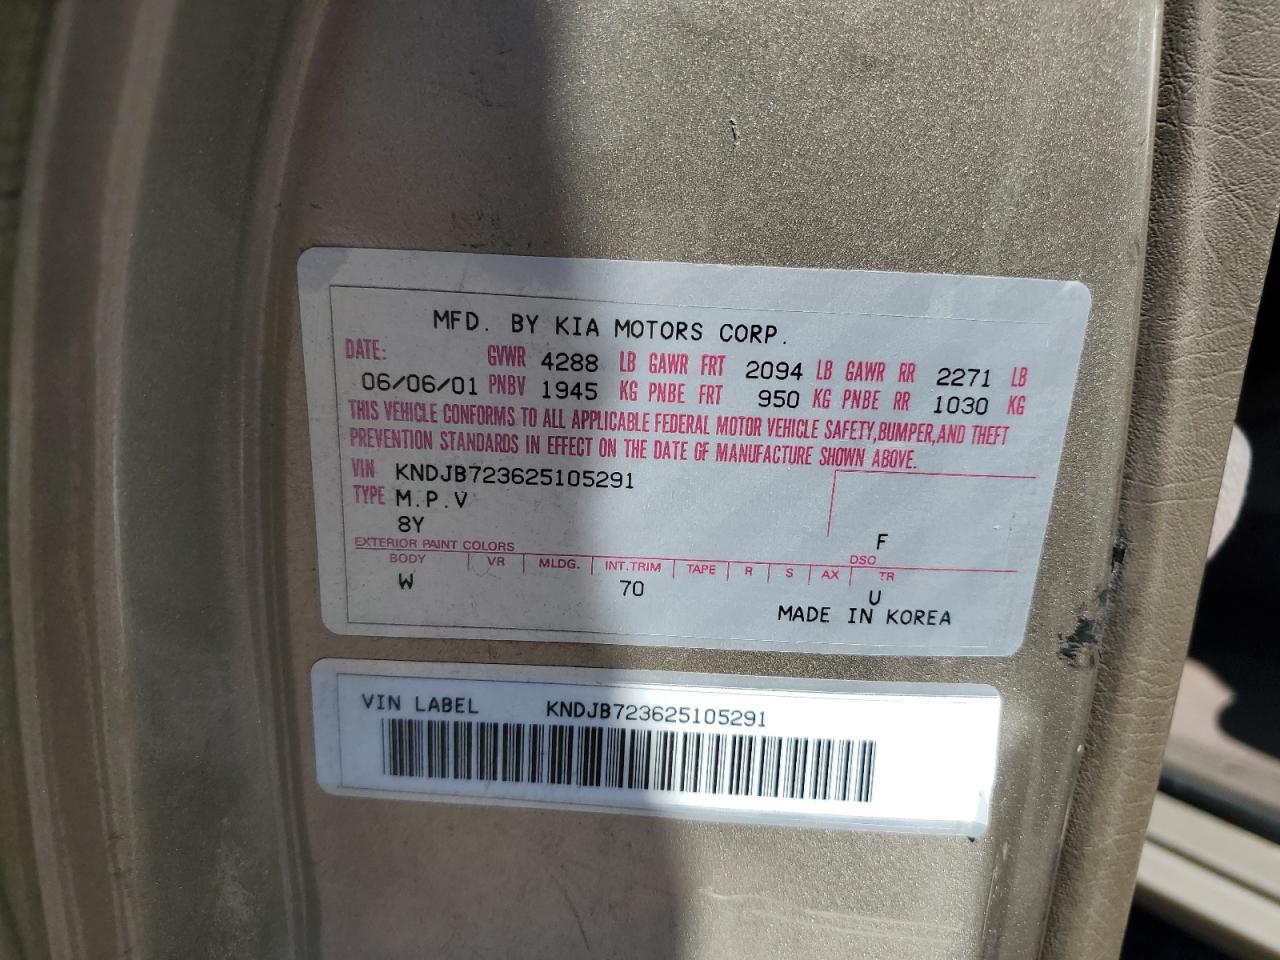 MFD. BY KIA MOTORS CORP.
DATE: GVWR 4288 LB GAWR FRT 2094 LB GAWR RR 2271 LB
06/06/01 PNBV 1945 KG PNBE FRT 950 KG PNBE RR 1030 KG
THIS VEHICLE CONFORMS TO ALL APPLICABLE FEDERAL MOTOR VEHICLE SAFETY,BUMPER,AND THEFT
PREVENTION STANDARDS IN EFFECT ON THE DATE OF MANUFACTURE SHOWN ABOVE.
VIN KNDJB723625105291
TYPE M.P.V
8Y F
EXTERIOR PAINT COLORS DSO
BODY VR MLDG. INT.TRIM TAPE R S AX TR
W 70 U
MADE IN KOREA
VIN LABEL KNDJB723625105291